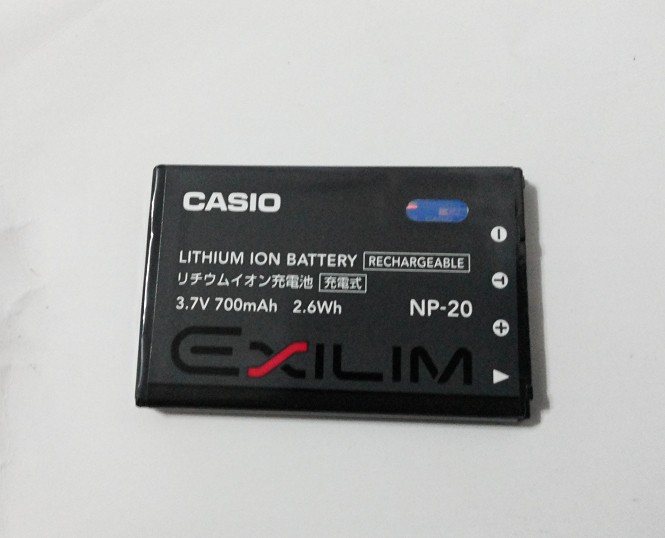 CASIO
LITHIUM ION BATTERY RECHARGEABLE
リチウムイオン充電池 充電式
3.7V 700mAh 2.6Wh NP-20
EXILIM
T